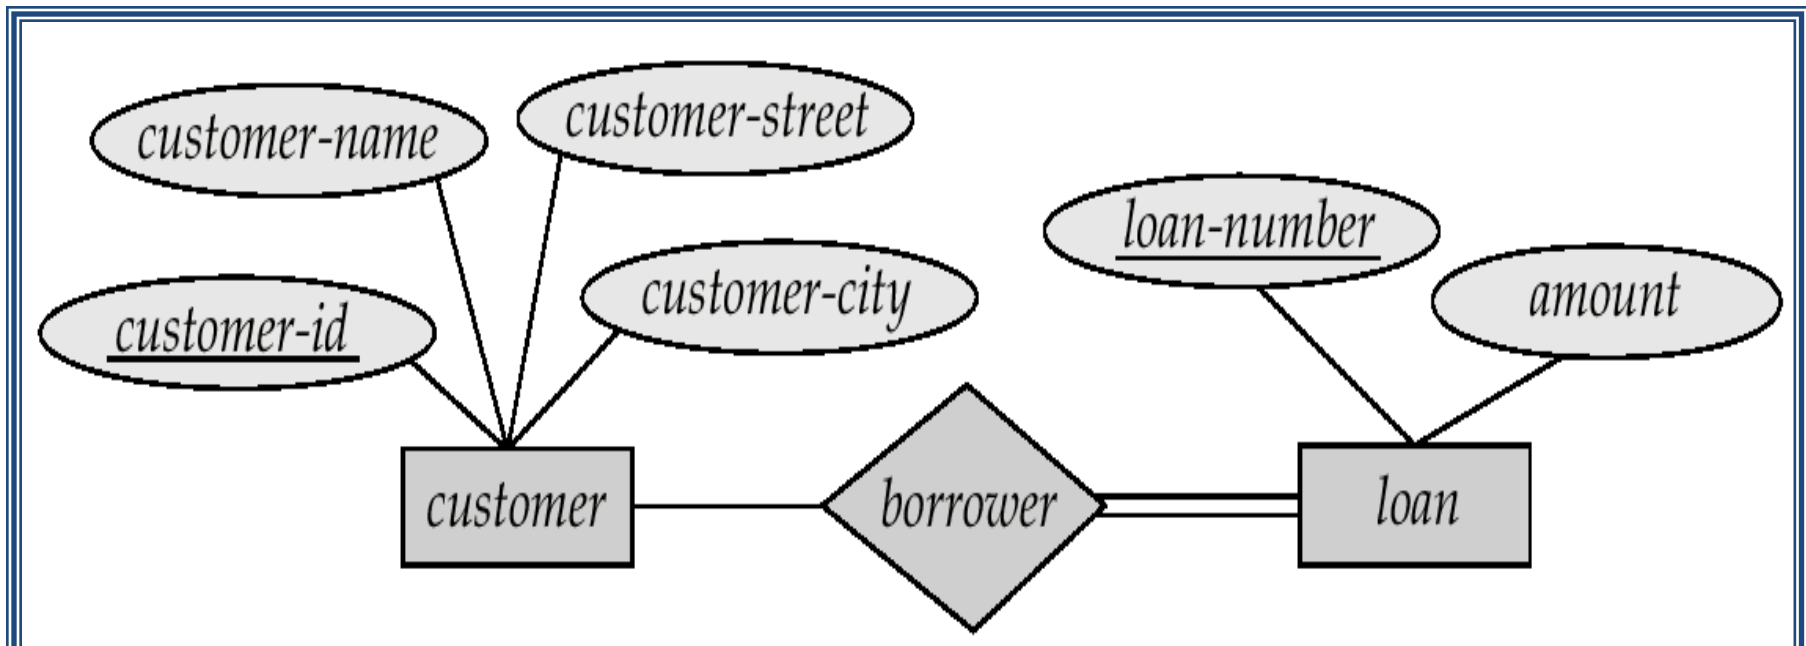 customer-name
customer-street
customer-id
customer-city
loan-number
amount
customer
borrower
loan